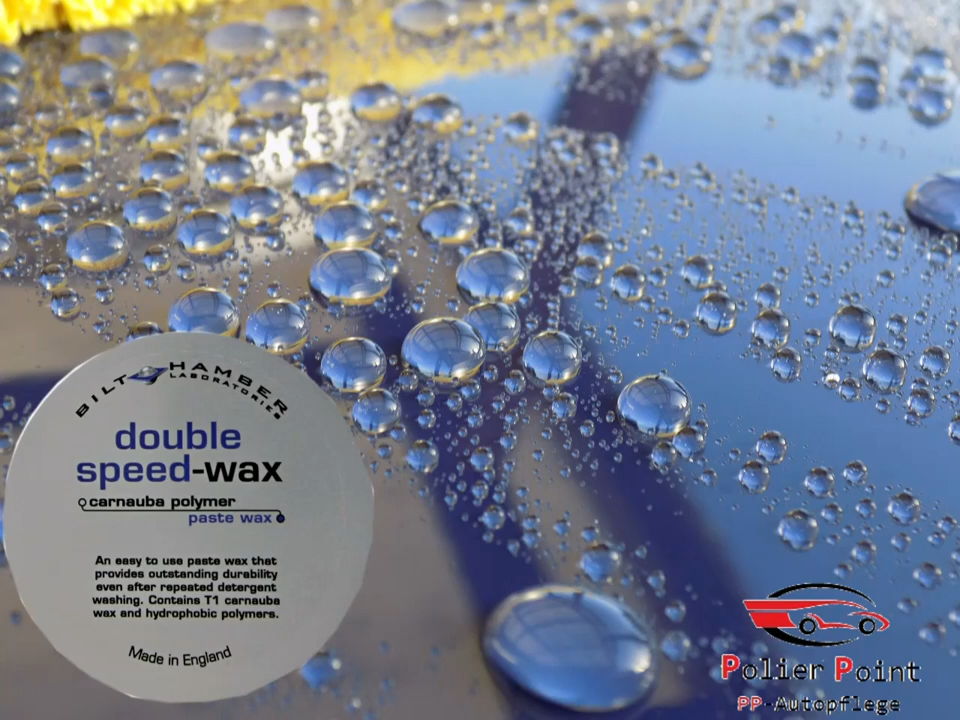 BILT HAMBER
LABORATORIES
double
speed-wax
carnauba polymer
paste wax
An easy to use paste wax that
provides outstanding durability
even after repeated detergent
washing. Contains T1 carnauba
wax and hydrophobic polymers.
Made in England
Polier Point
PP-Autopflege